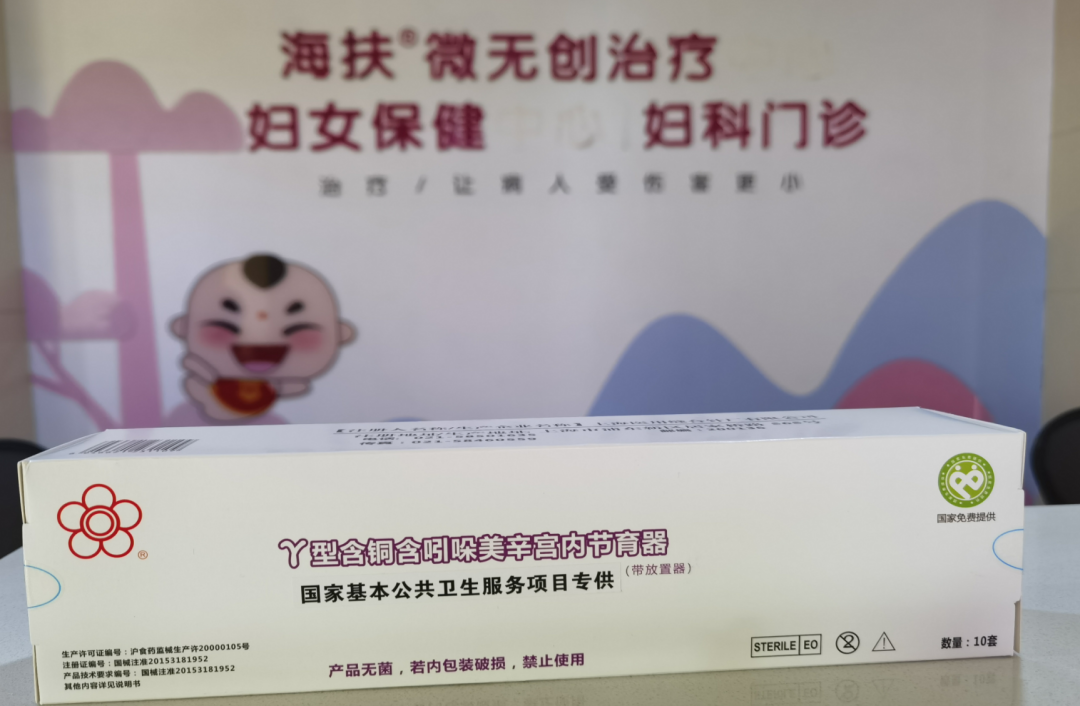 海扶®微无创治疗
妇女保健 妇科门诊
治疗/让病人受伤害更小
国家免费提供
®
Y型含铜含吲哚美辛宫内节育器
(带放置器)
国家基本公共卫生服务项目专供
生产许可证编号：沪食药监械生产许20000105号
注册证编号：国械注准20153181952
产品技术要求编号：国械注准20153181952
其他内容详见说明书
产品无菌，若内包装破损，禁止使用
STERILE EO
2
数量：10套